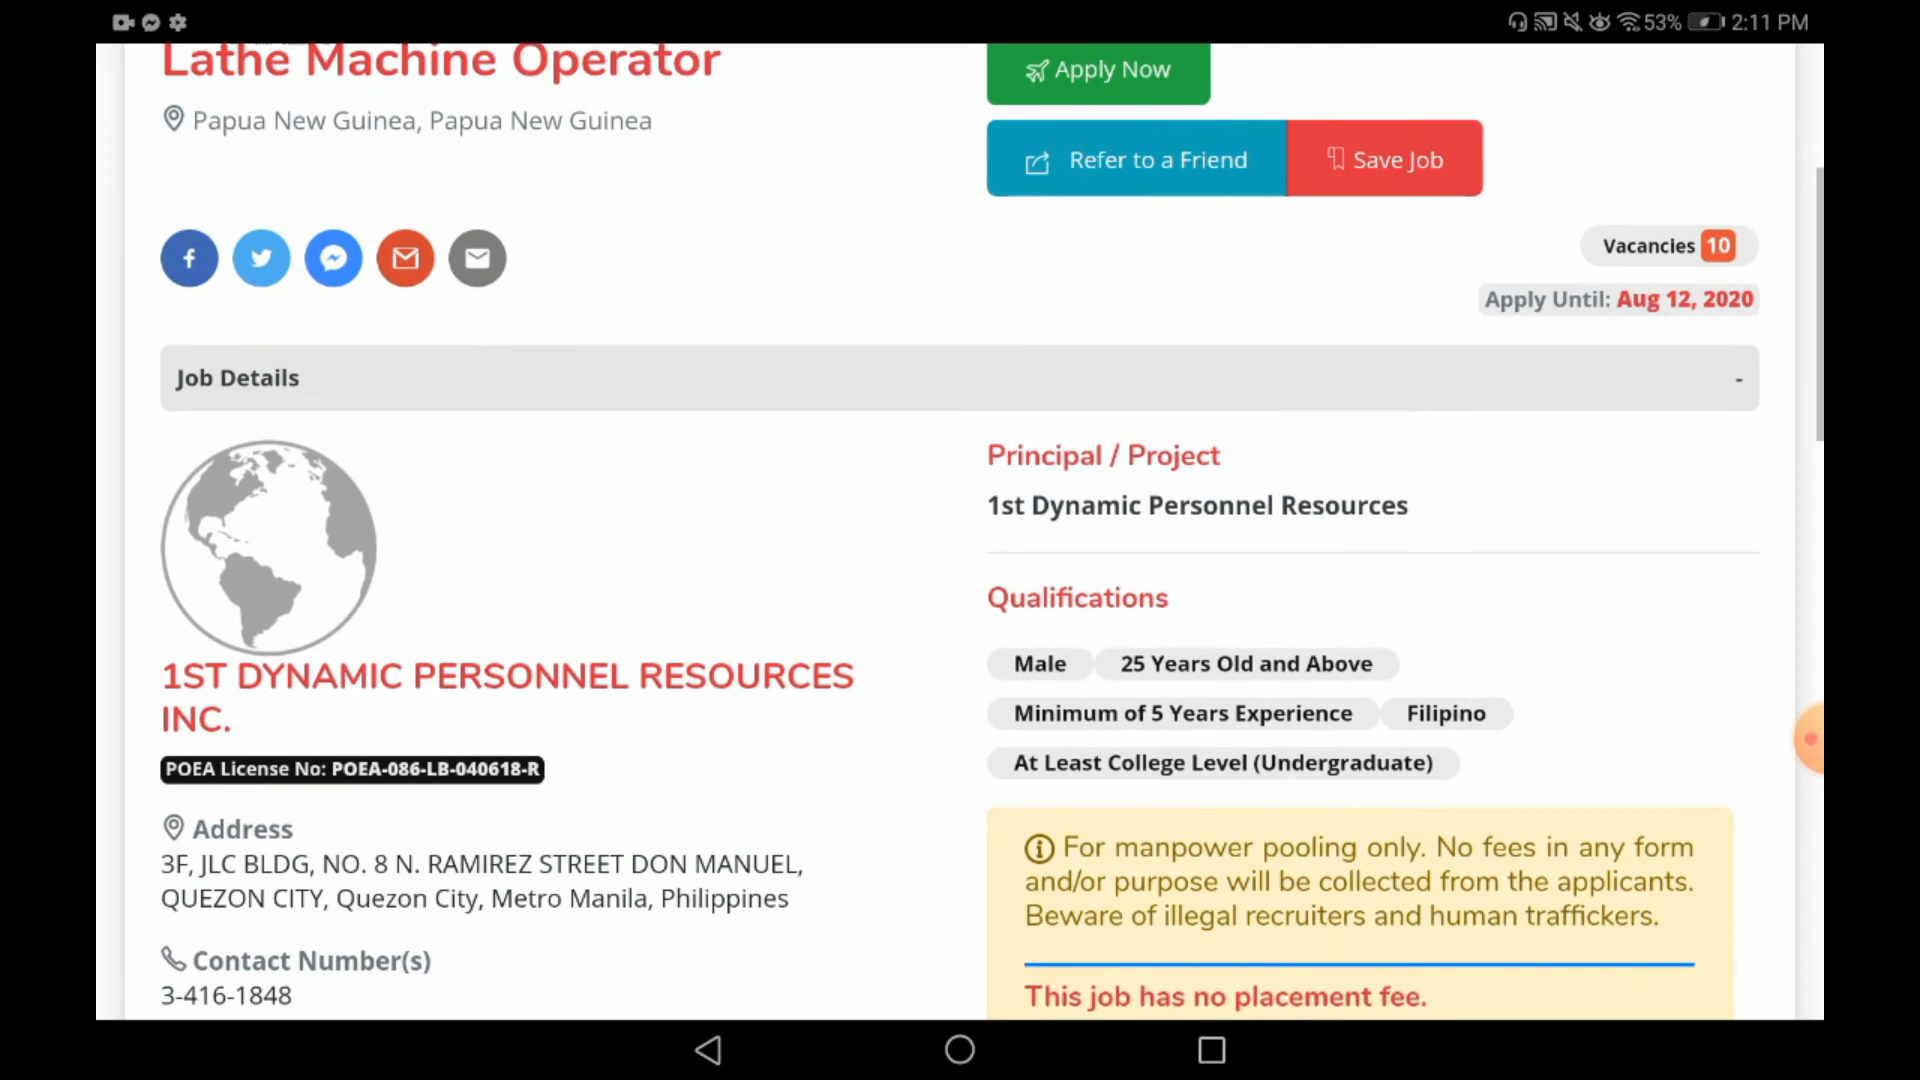 53% 2:11 PM
Lathe Machine Operator
Papua New Guinea, Papua New Guinea
Apply Now
Refer to a Friend
Save Job
Vacancies 10
Apply Until: Aug 12, 2020
Job Details -
1ST DYNAMIC PERSONNEL RESOURCES
INC.
POEA License No: POEA-086-LB-040618-R
Address
3F, JLC BLDG, NO. 8 N. RAMIREZ STREET DON MANUEL,
QUEZON CITY, Quezon City, Metro Manila, Philippines
Contact Number(s)
3-416-1848
Principal / Project
1st Dynamic Personnel Resources
Qualifications
Male
25 Years Old and Above
Minimum of 5 Years Experience
Filipino
At Least College Level (Undergraduate)
For manpower pooling only. No fees in any form
and/or purpose will be collected from the applicants.
Beware of illegal recruiters and human traffickers.
This job has no placement fee.